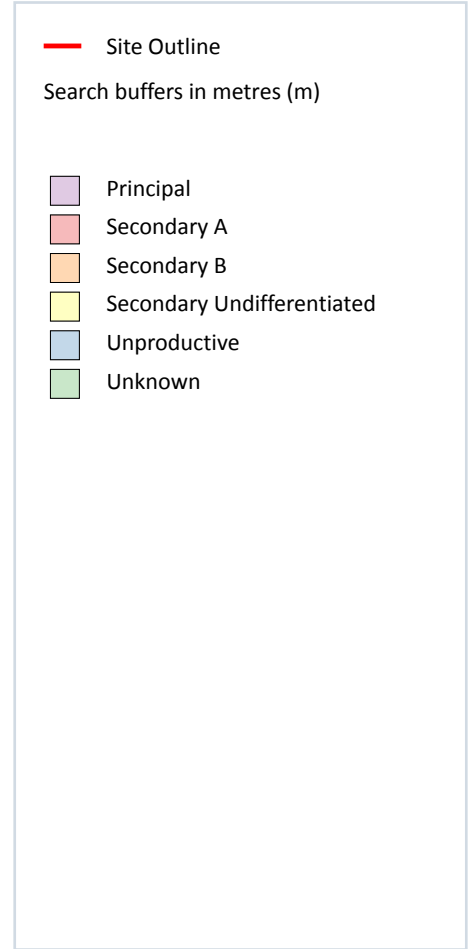 Site Outline
Search buffers in metres (m)
Principal
Secondary A
Secondary B
Secondary Undifferentiated
Unproductive
Unknown